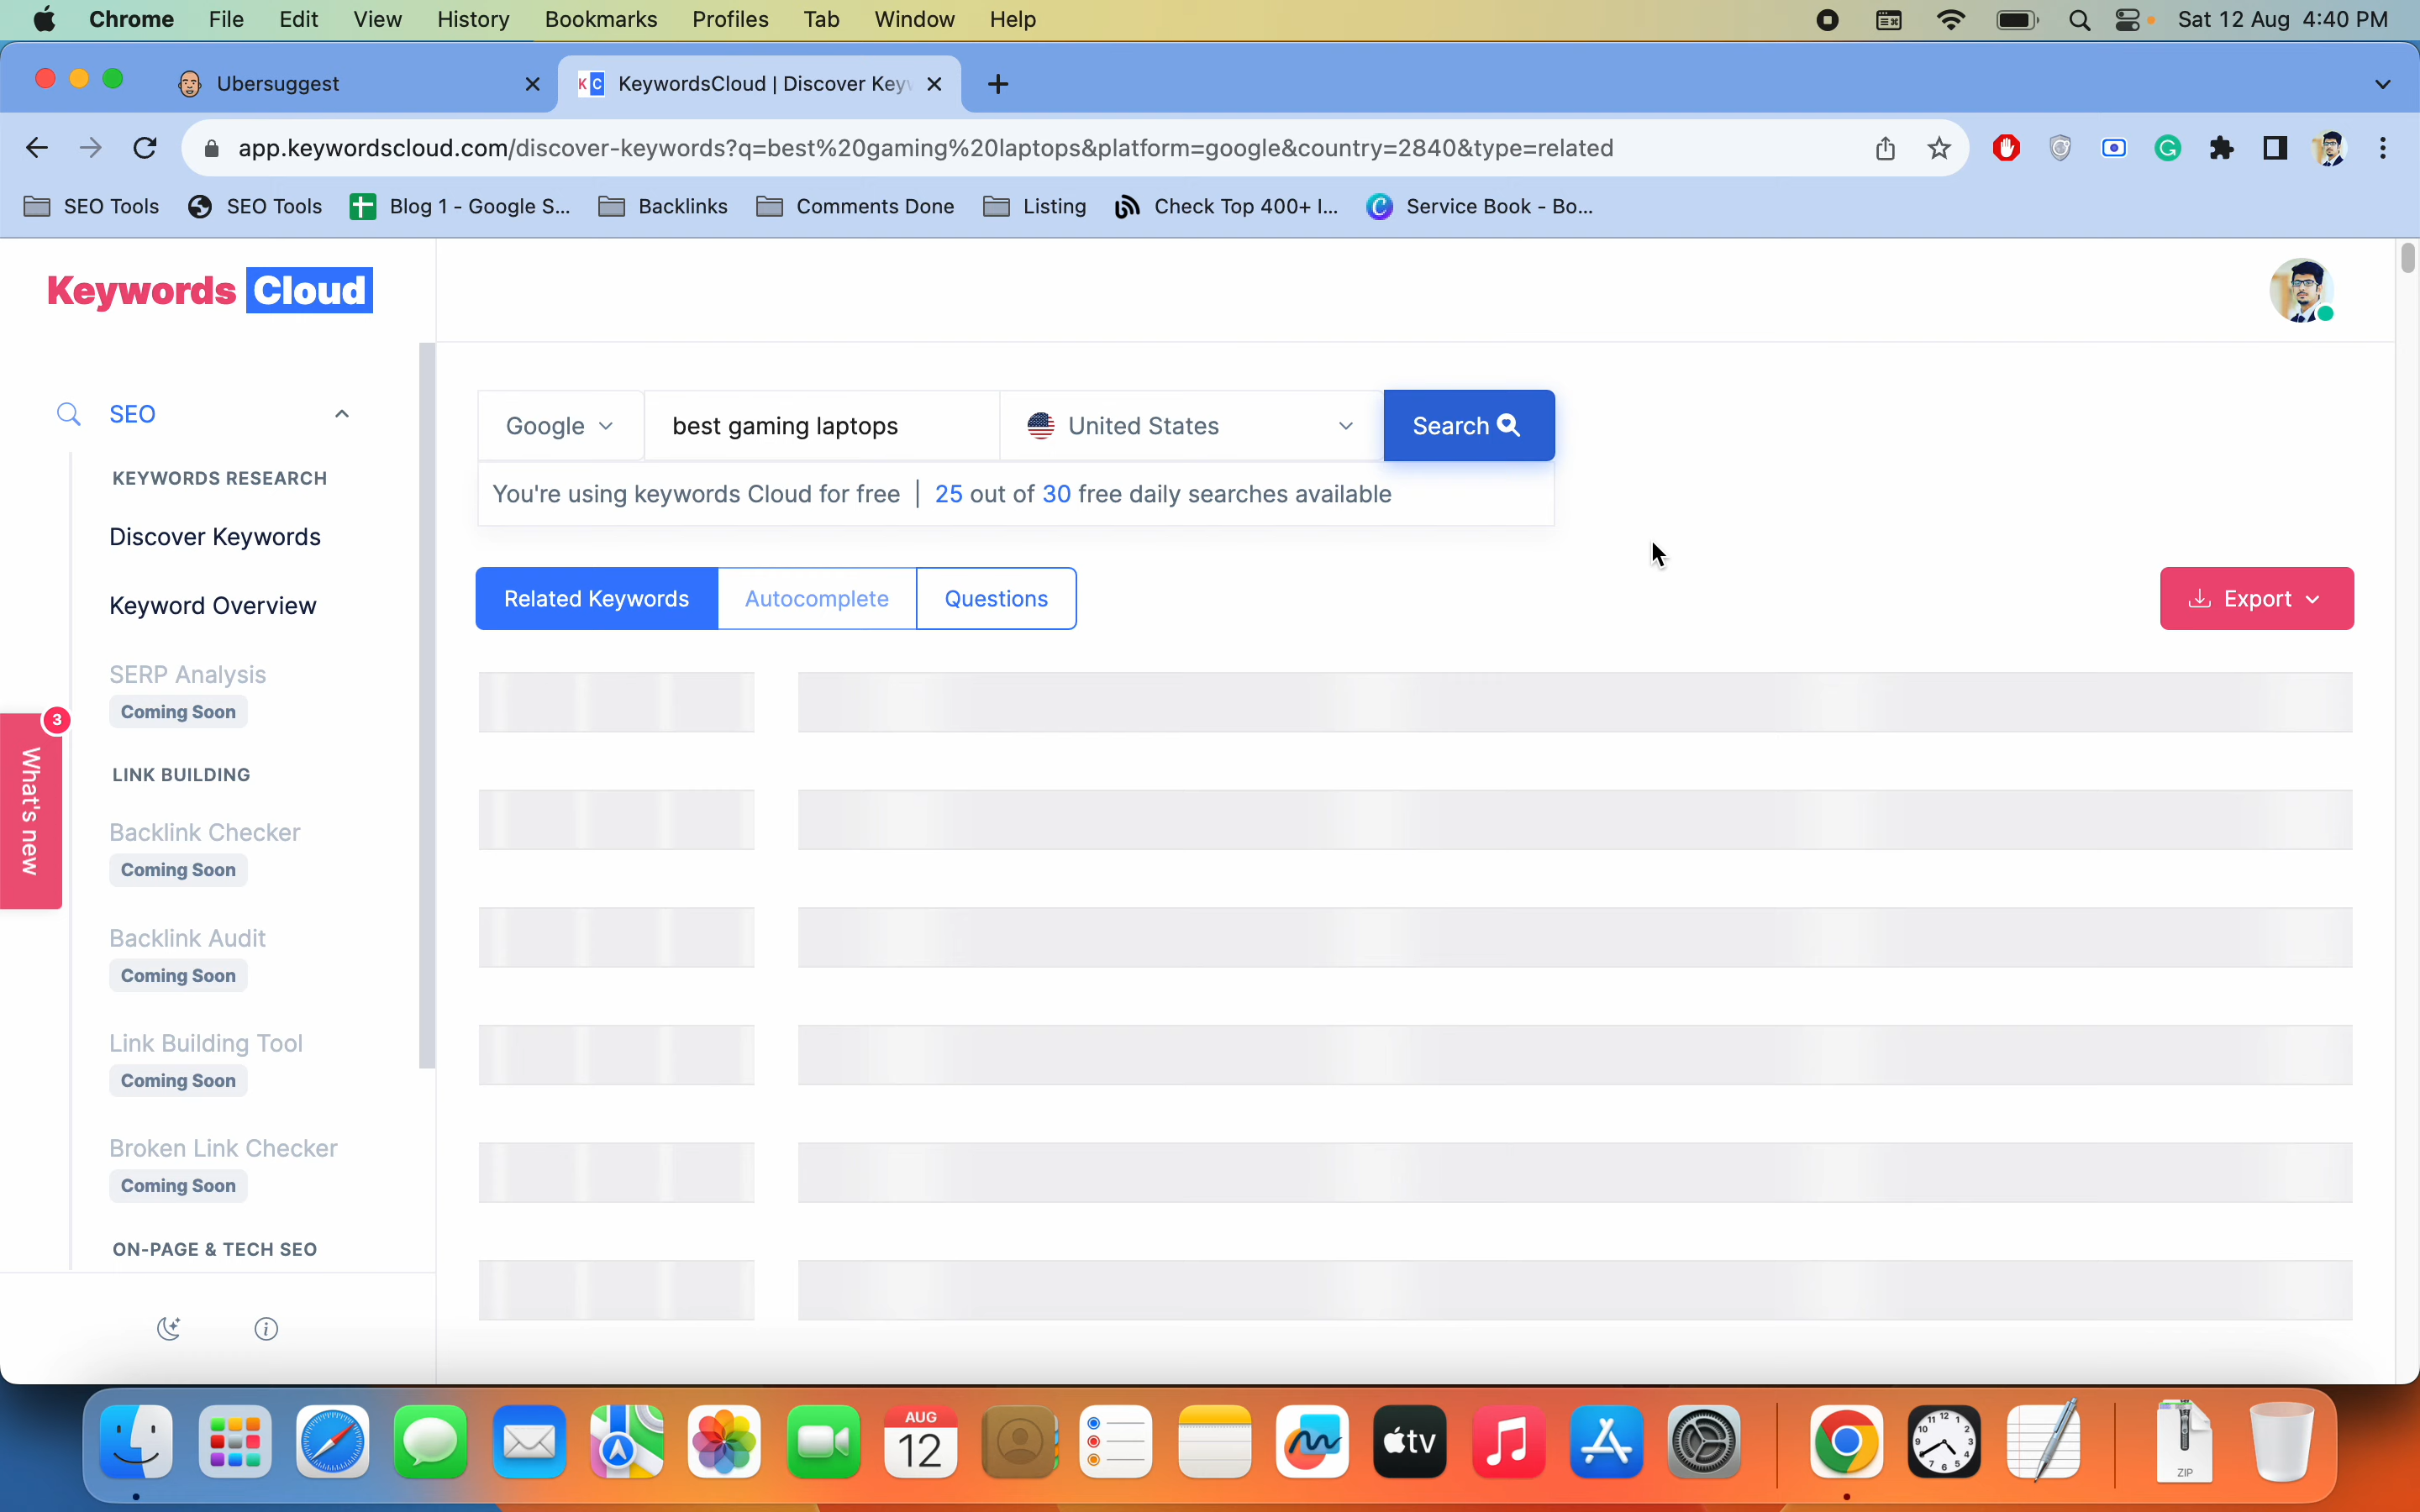 Chrome File Edit View History Bookmarks Profiles Tab Window Help Sat 12 Aug 4:40 PM
Ubersuggest
KeywordsCloud | Discover Key
app.keywordscloud.com/discover-keywords?q=best%20gaming%20laptops&platform=google&country=2840&type=related
SEO Tools SEO Tools Blog 1 - Google S... Backlinks Comments Done Listing Check Top 400+ I... Service Book - Bo...
Keywords Cloud
SEO
KEYWORDS RESEARCH
Discover Keywords
Keyword Overview
SERP Analysis
Coming Soon
LINK BUILDING
Backlink Checker
Coming Soon
Backlink Audit
Coming Soon
Link Building Tool
Coming Soon
Broken Link Checker
Coming Soon
ON-PAGE & TECH SEO
3
What's new
Google best gaming laptops United States Search
You're using keywords Cloud for free | 25 out of 30 free daily searches available
Related Keywords Autocomplete Questions Export
AUG
12
tv
ZIP